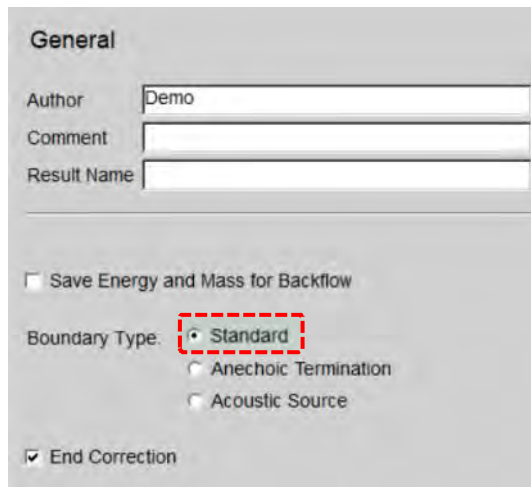 General
Author Demo
Comment
Result Name
Save Energy and Mass for Backflow
Boundary Type: Standard
Anechoic Termination
Acoustic Source
End Correction